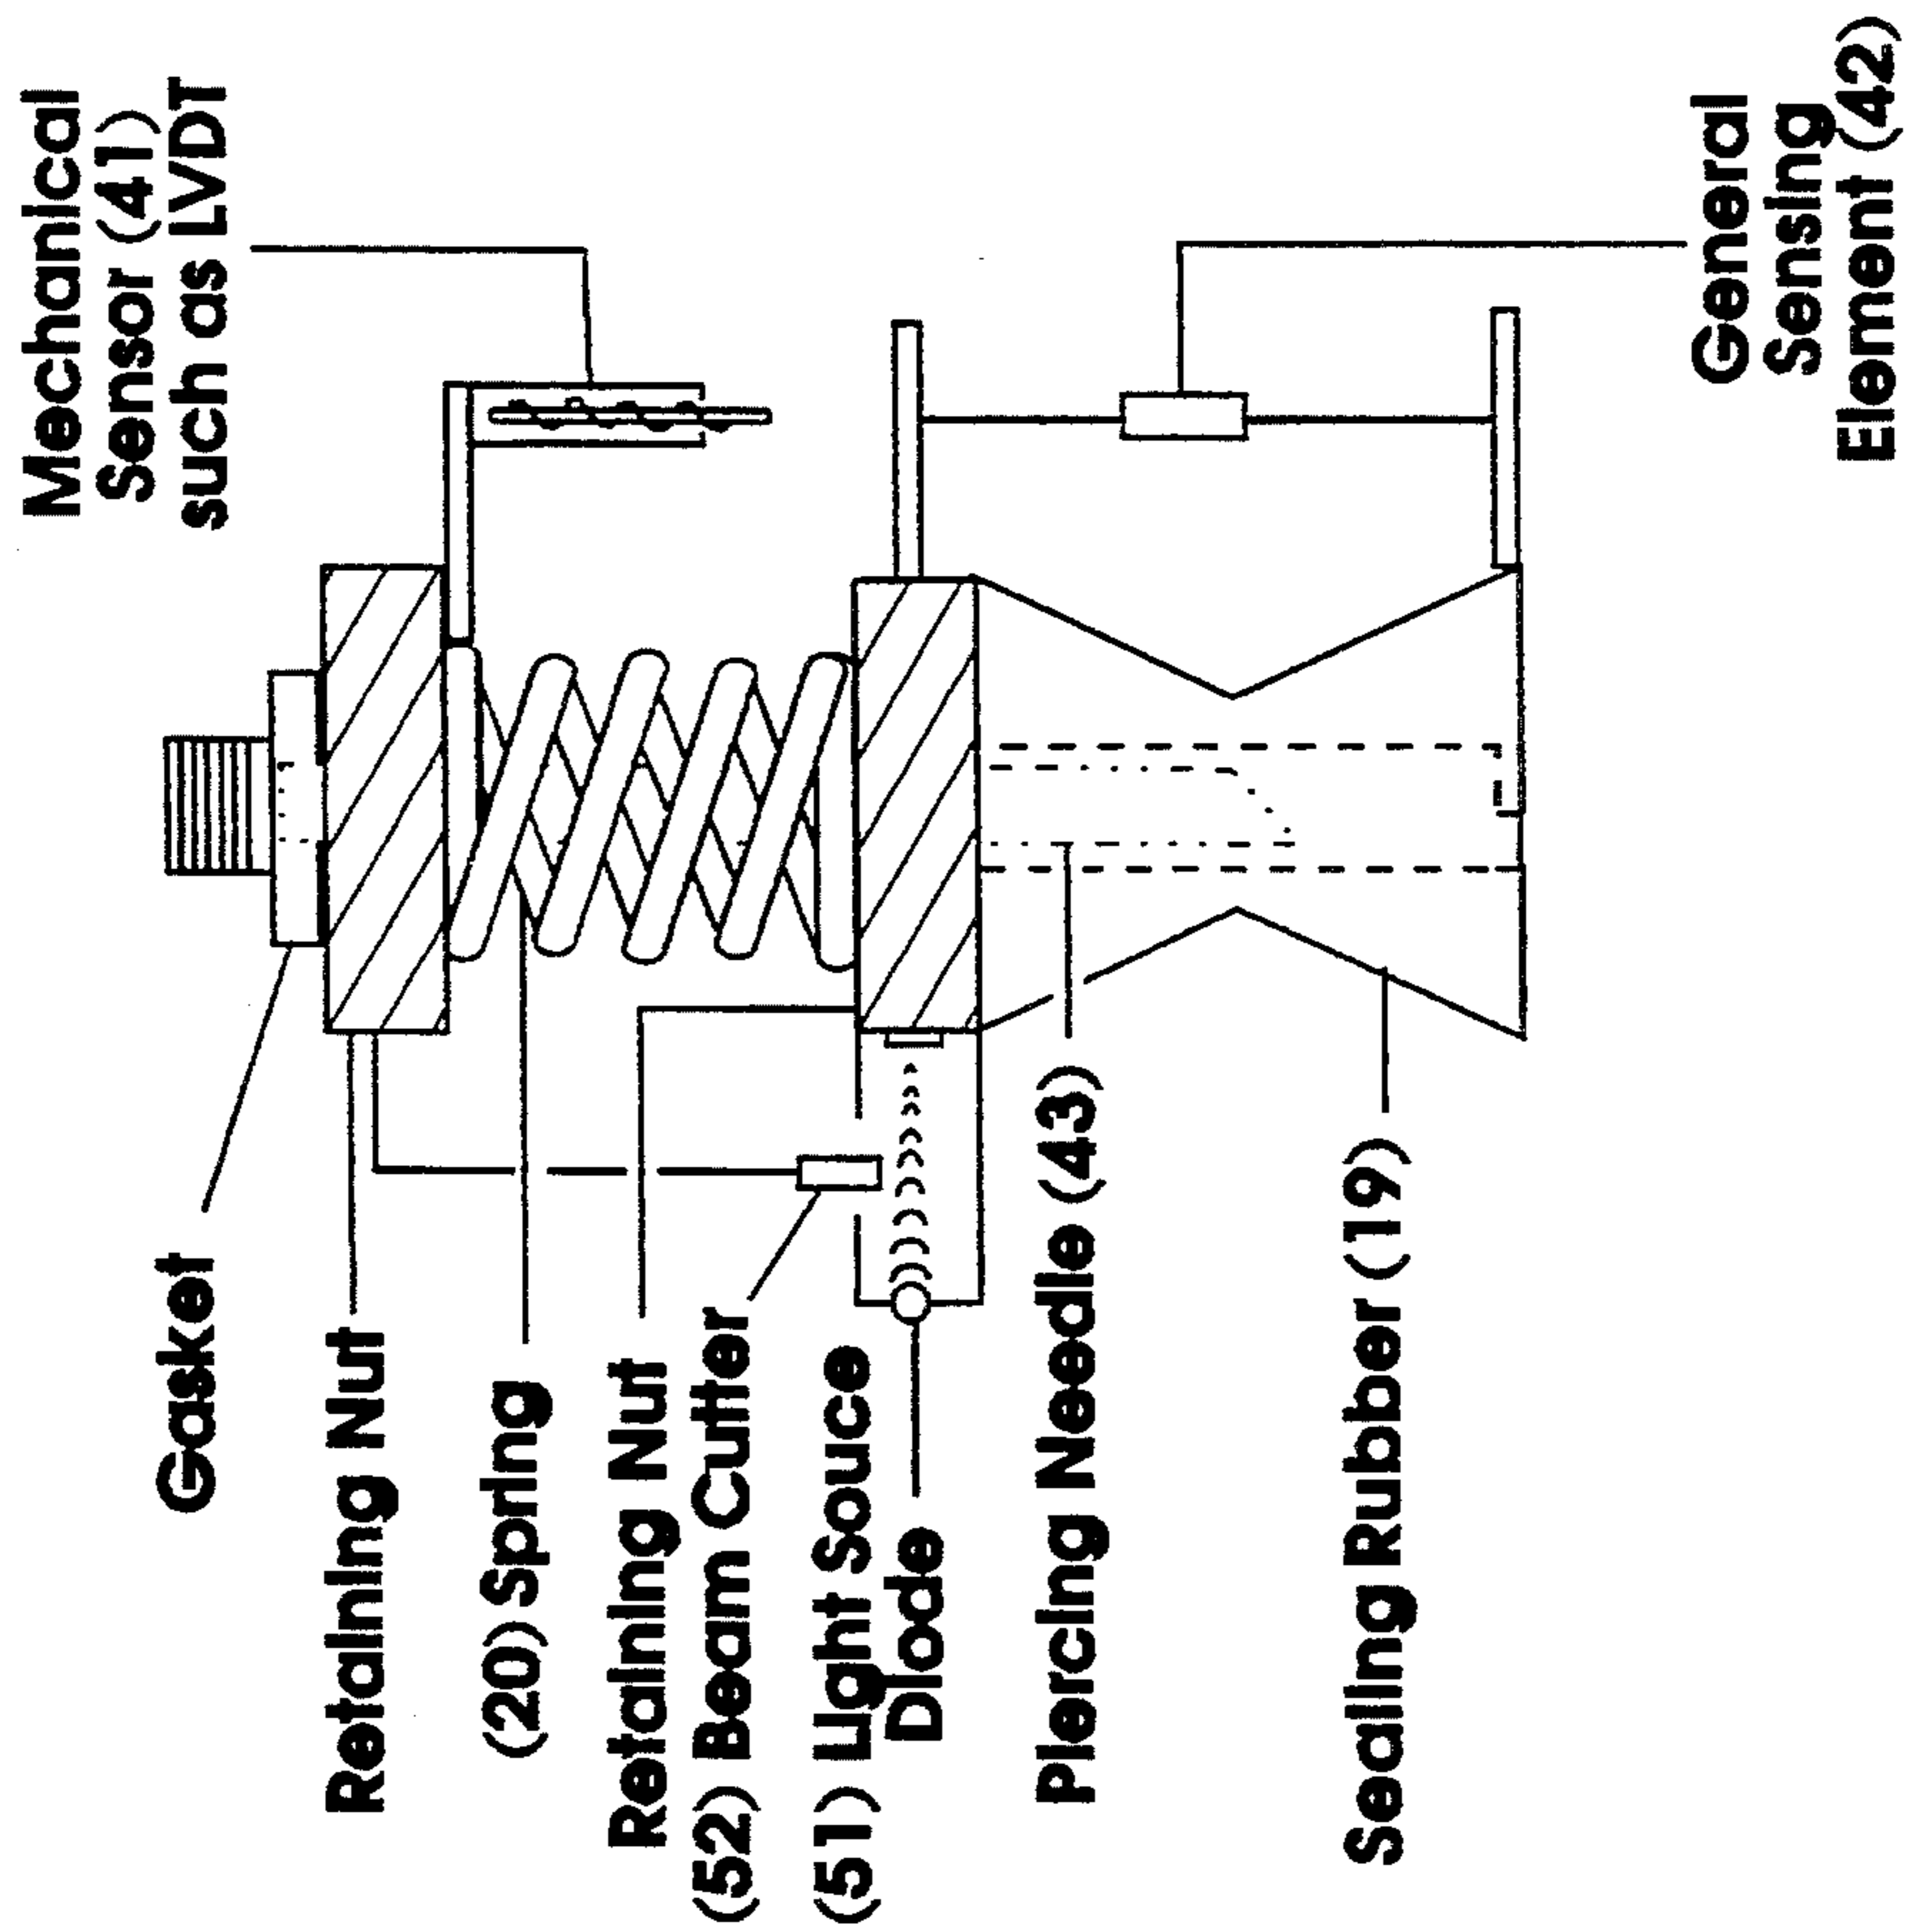 Mechanical
Sensor (41)
such as LVDT
Gasket
Retaining Nut
(20) Spring
Retaining Nut
(52) Beam Cutter
(51) Light Souce
Diode
Piercing Needle (43)
Sealing Rubber (19)
General
Sensing
Element (42)